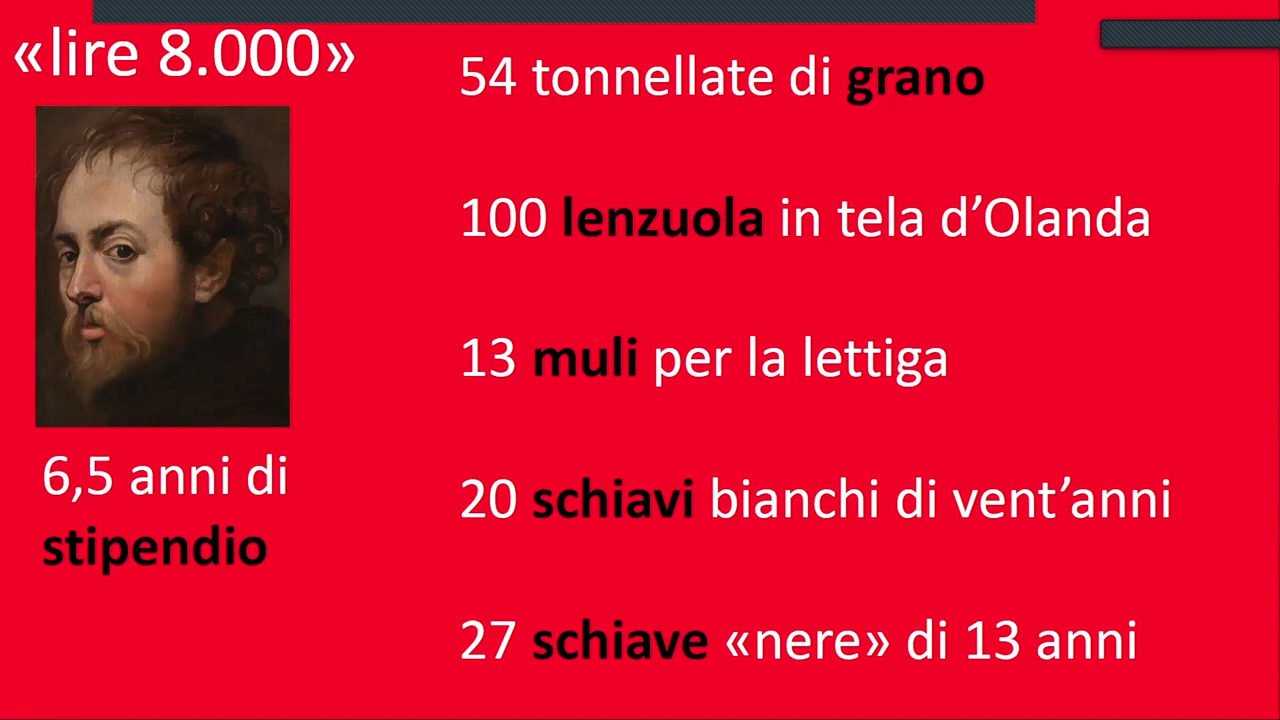 «lire 8.000»
6,5 anni di
stipendio
54 tonnellate di grano
100 lenzuola in tela d’Olanda
13 muli per la lettiga
20 schiavi bianchi di vent’anni
27 schiave «nere» di 13 anni